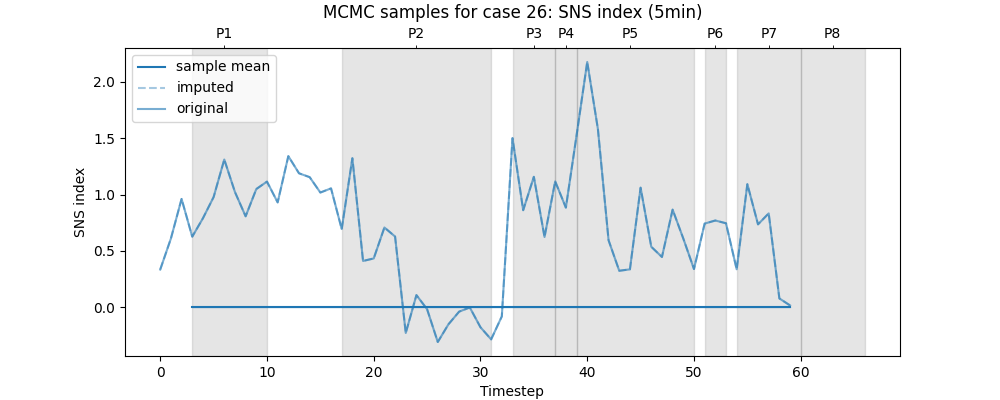 MCMC samples for case 26: SNS index (5min)
P1 P2 P3 P4 P5 P6 P7 P8
sample mean
imputed
original
2.0
1.5
1.0
0.5
0.0
SNS index
0 10 20 30 40 50 60
Timestep